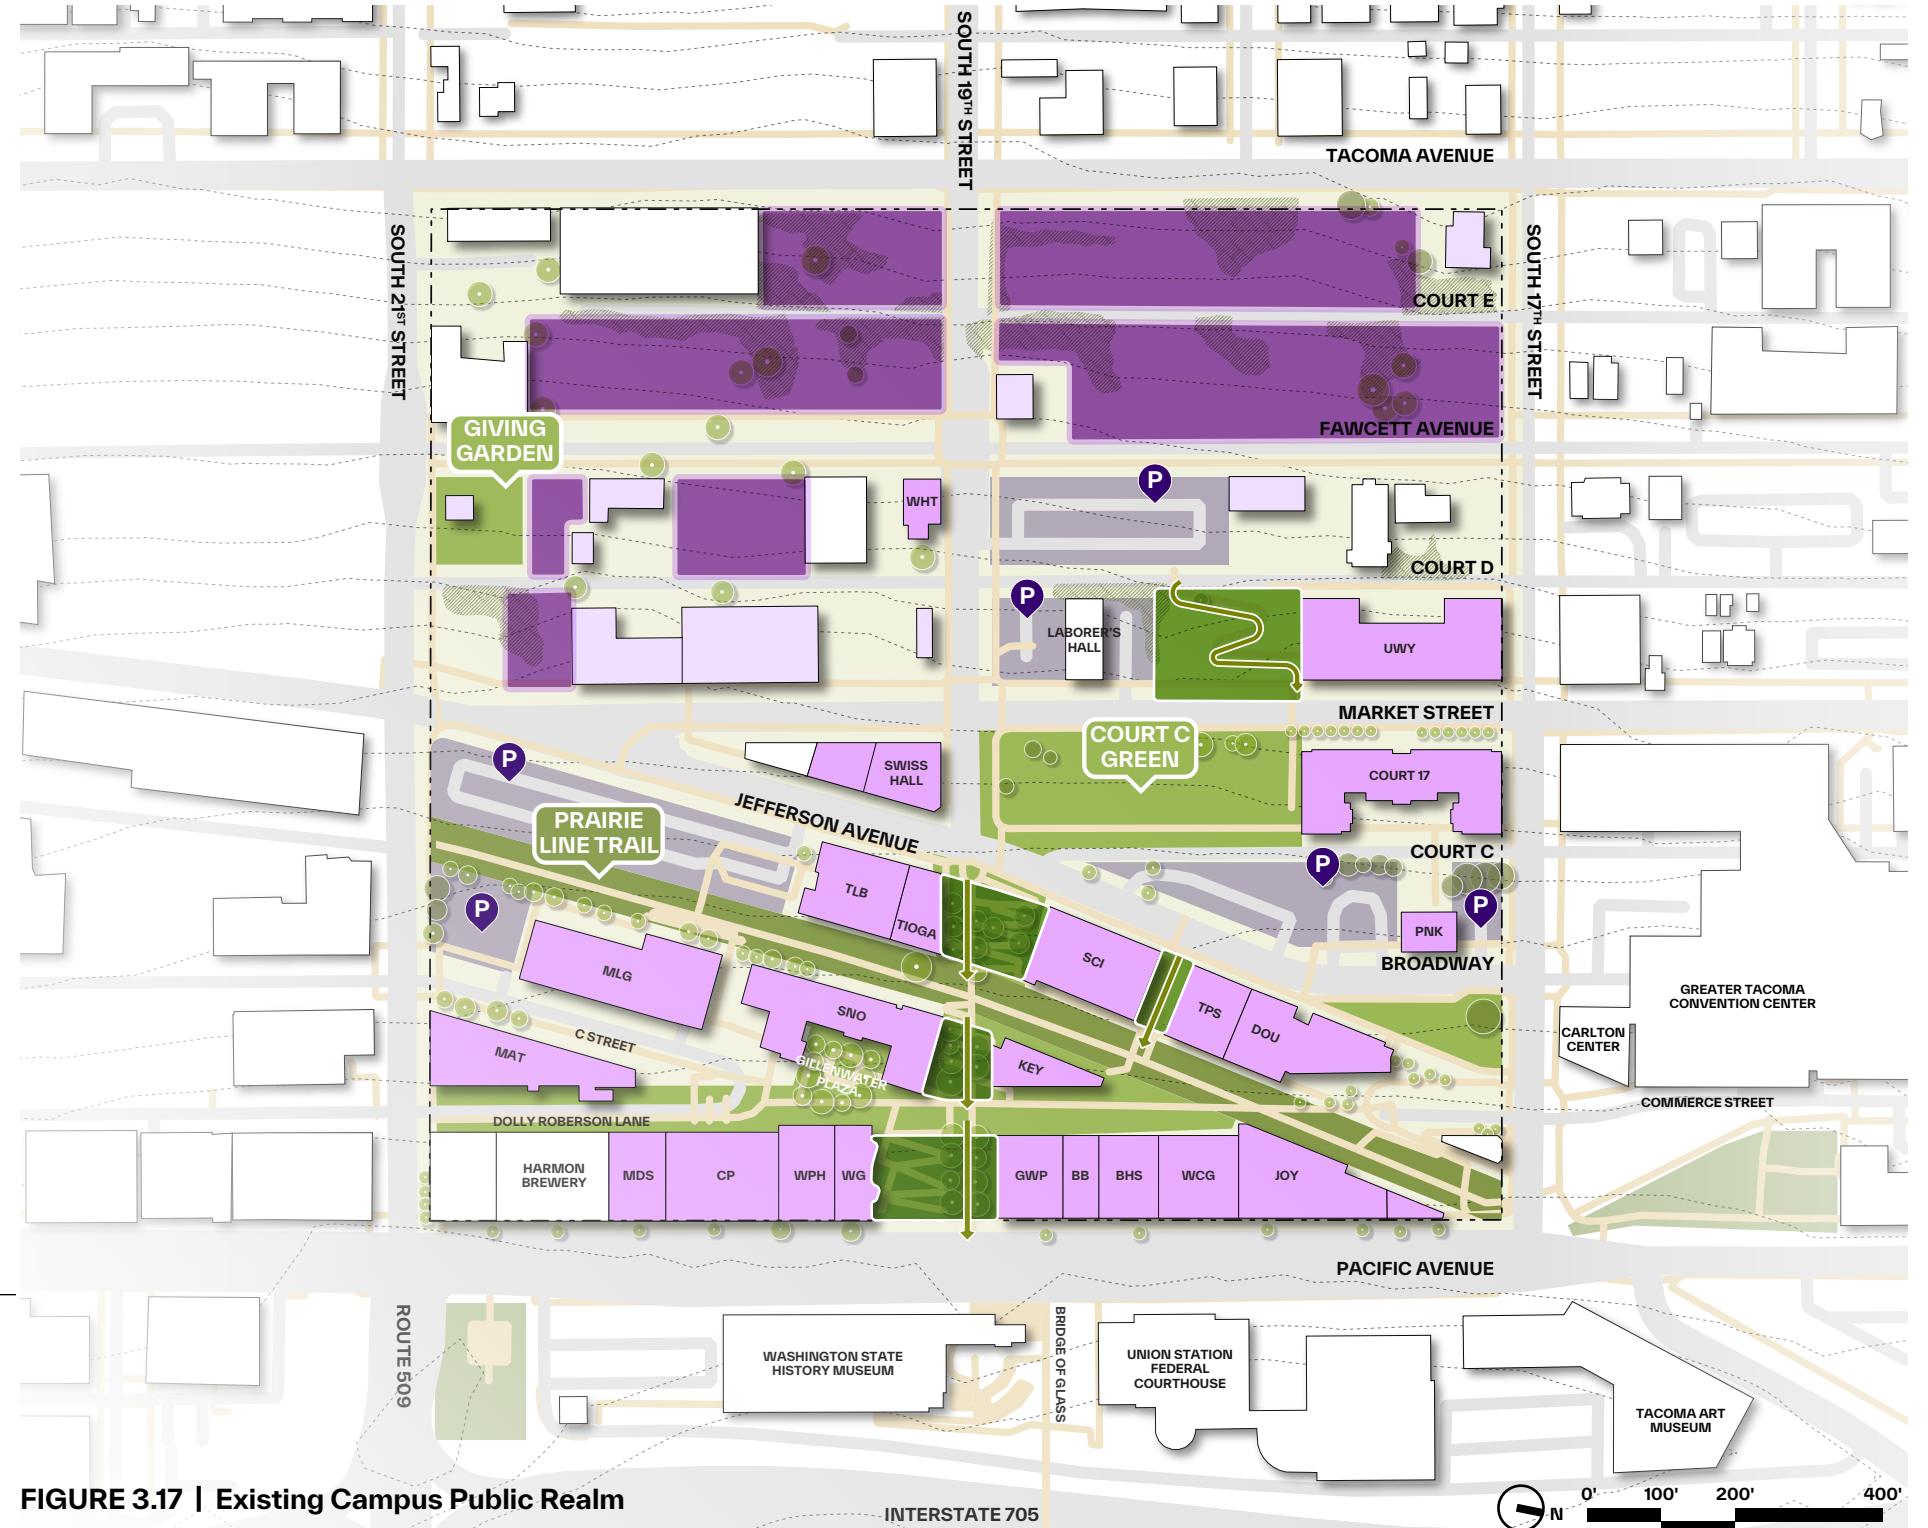 SOUTH 19TH STREET
TACOMA AVENUE
SOUTH 21ST STREET
SOUTH 17TH STREET
COURT E
FAWCETT AVENUE
GIVING
GARDEN
P
WHT
COURT D
P
LABORER'S
HALL
UWY
MARKET STREET
COURT C
GREEN
P
SWISS
HALL
COURT 17
JEFFERSON AVENUE
PRAIRIE
LINE TRAIL
COURT C
P
TLB
TIOGA
P
P
PNK
BROADWAY
SCI
MLG
GREATER TACOMA
CONVENTION CENTER
SNO
TPS
DOU
CARLTON
CENTER
C STREET
MAT
KEY
GILLENWATER
PLAZA
COMMERCE STREET
DOLLY ROBERSON LANE
HARMON
BREWERY
MDS
CP
WPH
WG
GWP
BB
BHS
WCG
JOY
PACIFIC AVENUE
ROUTE 509
BRIDGE OF GLASS
WASHINGTON STATE
HISTORY MUSEUM
UNION STATION
FEDERAL
COURTHOUSE
TACOMA ART
MUSEUM
FIGURE 3.17 | Existing Campus Public Realm
INTERSTATE 705
N
0' 100' 200' 400'